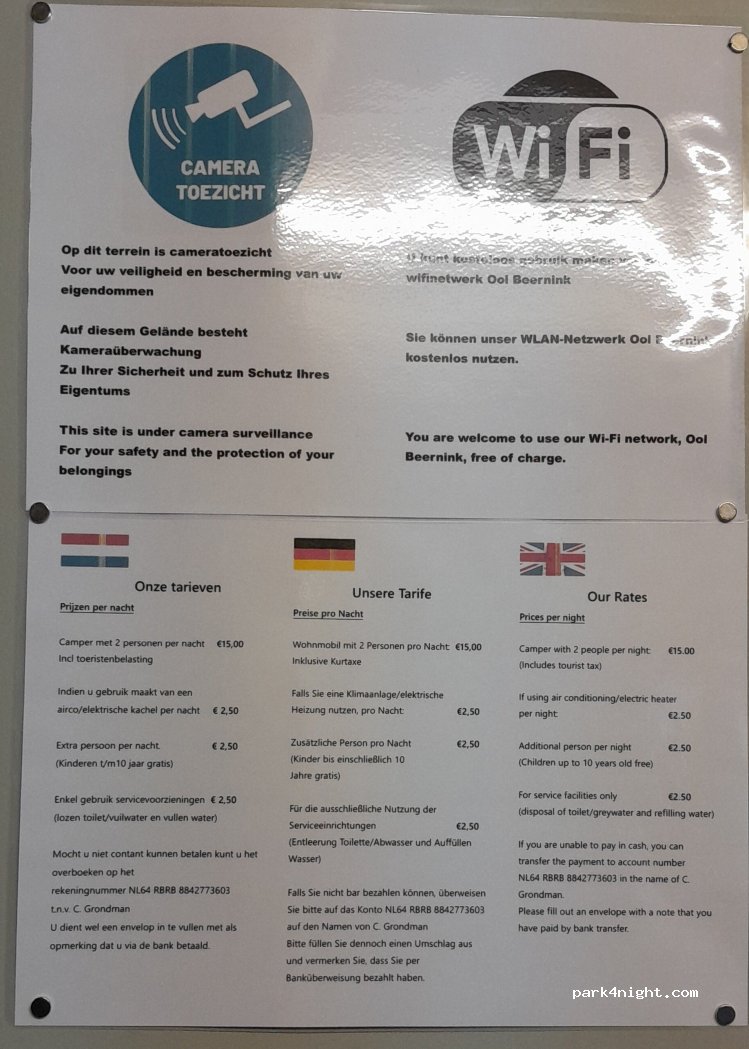 CAMERA
TOEZICHT
WiFi
Op dit terrein is cameratoezicht
Voor uw veiligheid en bescherming van uw
eigendommen
Auf diesem Gelände besteht
Kameraüberwachung
Zu Ihrer Sicherheit und zum Schutz Ihres
Eigentums
This site is under camera surveillance
For your safety and the protection of your
belongings
U kunt kosteloos gebruik maken
wifinetwerk Ool Beernink
Sie können unser WLAN-Netzwerk Ool Beernink
kostenlos nutzen.
You are welcome to use our Wi-Fi network, Ool
Beernink, free of charge.
Onze tarieven
Prijzen per nacht
Camper met 2 personen per nacht €15,00
Incl toeristenbelasting
Indien u gebruik maakt van een
airco/elektrische kachel per nacht € 2,50
Extra persoon per nacht. € 2,50
(Kinderen t/m10 jaar gratis)
Enkel gebruik servicevoorzieningen € 2,50
(lozen toilet/vuilwater en vullen water)
Mocht u niet contant kunnen betalen kunt u het
overboeken op het
rekeningnummer NL64 RBRB 8842773603
t.n.v. C. Grondman
U dient wel een envelop in te vullen met als
opmerking dat u via de bank betaald.
Unsere Tarife
Preise pro Nacht
Wohnmobil mit 2 Personen pro Nacht: €15,00
Inklusive Kurtaxe
Falls Sie eine Klimaanlage/elektrische
Heizung nutzen, pro Nacht: €2,50
Zusätzliche Person pro Nacht €2,50
(Kinder bis einschließlich 10
Jahre gratis)
Für die ausschließliche Nutzung der
Serviceeinrichtungen €2,50
(Entleerung Toilette/Abwasser und Auffüllen
Wasser)
Falls Sie nicht bar bezahlen können, überweisen
Sie bitte auf das Konto NL64 RBRB 8842773603
auf den Namen von C. Grondman
Bitte füllen Sie dennoch einen Umschlag aus
und vermerken Sie, dass Sie per
Banküberweisung bezahlt haben.
Our Rates
Prices per night
Camper with 2 people per night: €15.00
(Includes tourist tax)
If using air conditioning/electric heater
per night: €2.50
Additional person per night €2.50
(Children up to 10 years old free)
For service facilities only €2.50
(disposal of toilet/greywater and refilling water)
If you are unable to pay in cash, you can
transfer the payment to account number
NL64 RBRB 8842773603 in the name of C.
Grondman.
Please fill out an envelope with a note that you
have paid by bank transfer.
park4night.com